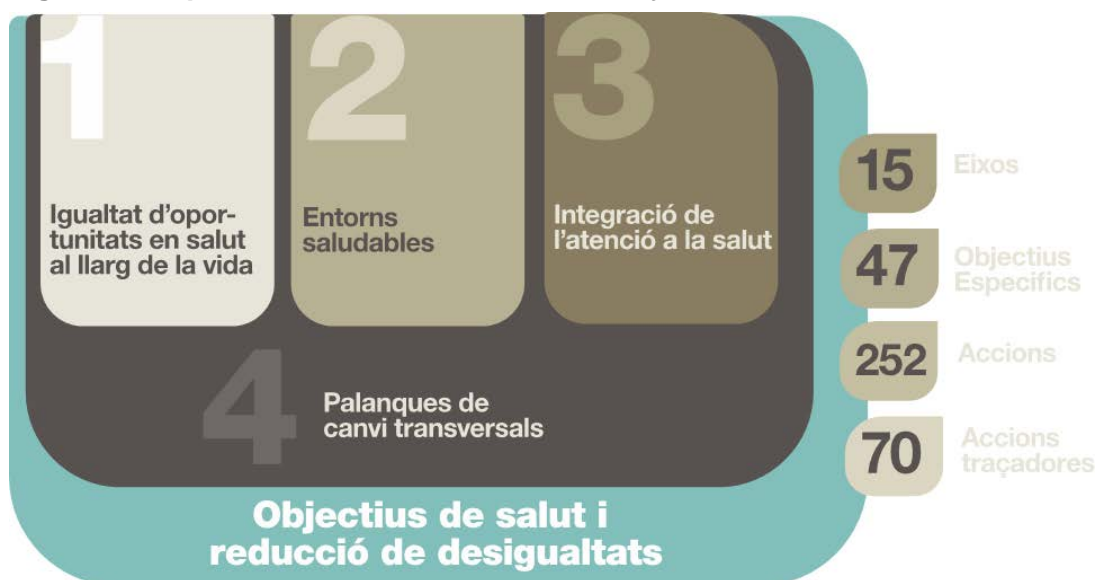 1
Igualtat d'opor-
tunitats en salut
al llarg de la vida
2
Entorns
saludables
3
Integració de
l'atenció a la salut
4
Palanques de
canvi transversals
Objectius de salut i
reducció de desigualtats
15
Eixos
47
Objectius
Específics
252
Accions
70
Accions
traçadores